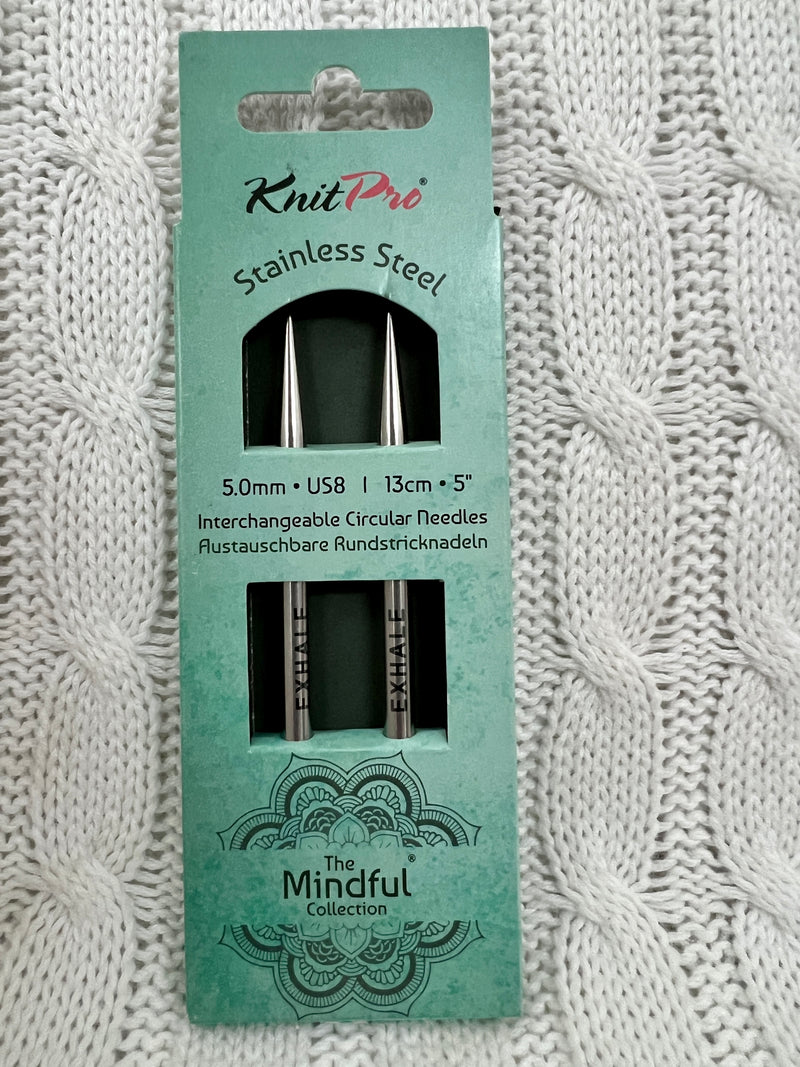 KnitPro®
Stainless Steel
5.0mm • US8 | 13cm • 5"
Interchangeable Circular Needles
Austauschbare Rundstricknadeln
EXHALE
EXHALE
The
Mindful®
Collection